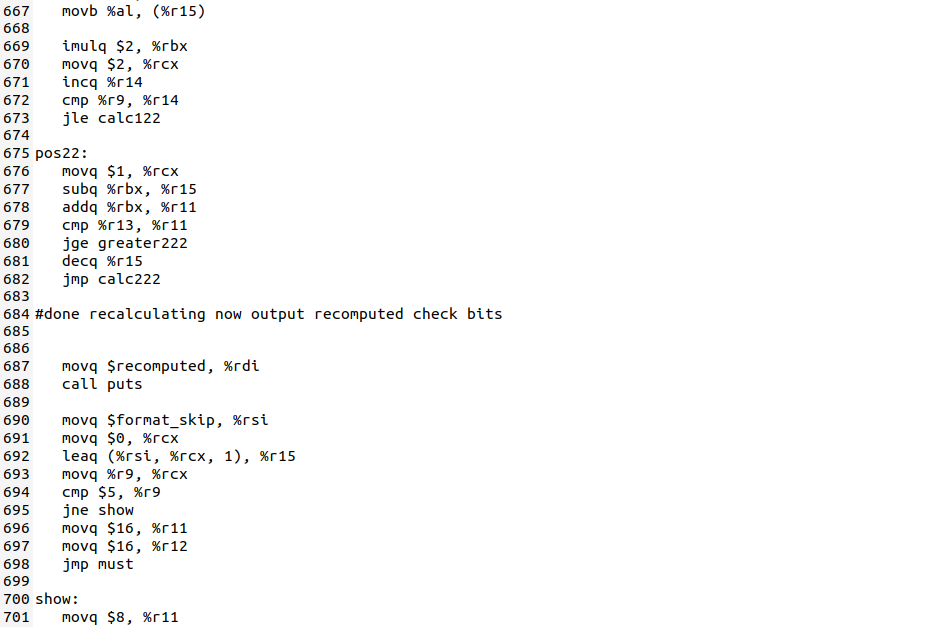 667 movb %al, (%r15)
668
669 imulq $2, %rbx
670 movq $2, %rcx
671 incq %r14
672 cmp %r9, %r14
673 jle calc122
674
675 pos22:
676 movq $1, %rcx
677 subq %rbx, %r15
678 addq %rbx, %r11
679 cmp %r13, %r11
680 jge greater222
681 decq %r15
682 jmp calc222
683
684 #done recalculating now output recomputed check bits
685
686
687 movq $recomputed, %rdi
688 call puts
689
690 movq $format_skip, %rsi
691 movq $0, %rcx
692 leaq (%rsi, %rcx, 1), %r15
693 movq %r9, %rcx
694 cmp $5, %r9
695 jne show
696 movq $16, %r11
697 movq $16, %r12
698 jmp must
699
700 show:
701 movq $8, %r11